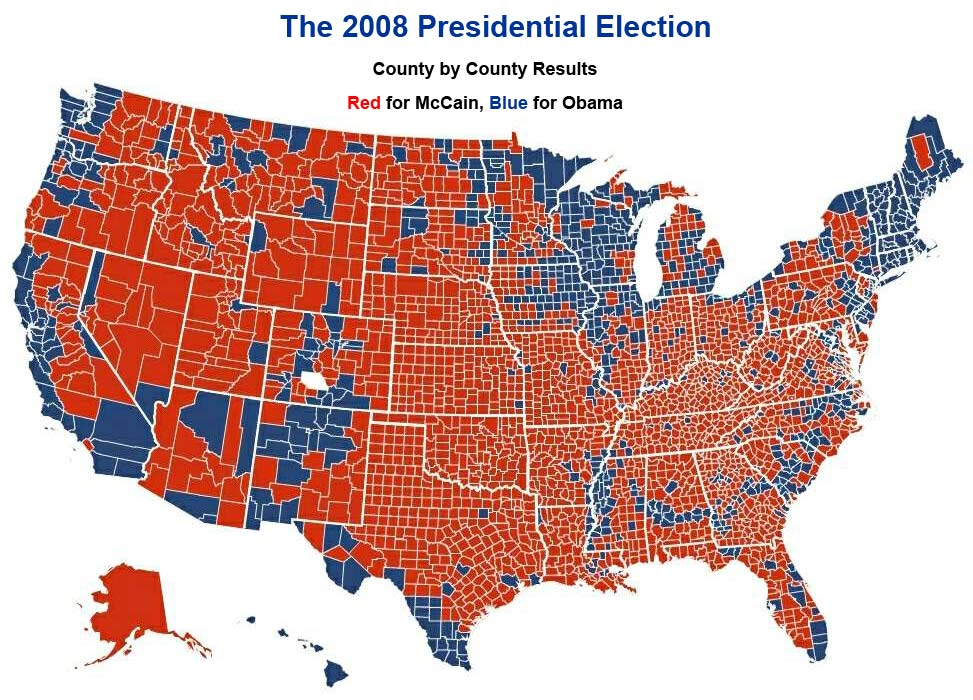 The 2008 Presidential Election
County by County Results
Red for McCain, Blue for Obama